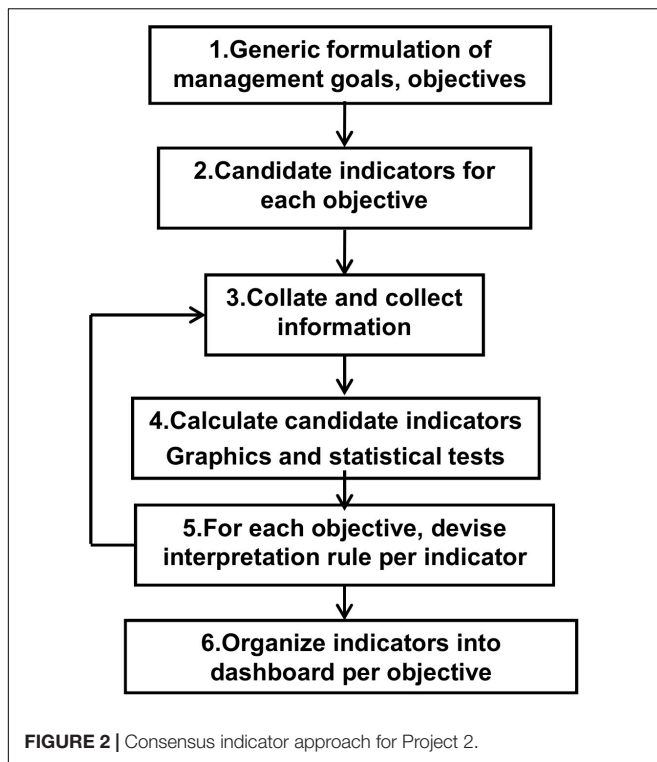 1.Generic formulation of
management goals, objectives
2.Candidate indicators for
each objective
3.Collate and collect
information
4.Calculate candidate indicators
Graphics and statistical tests
5.For each objective, devise
interpretation rule per indicator
6.Organize indicators into
dashboard per objective
FIGURE 2 | Consensus indicator approach for Project 2.